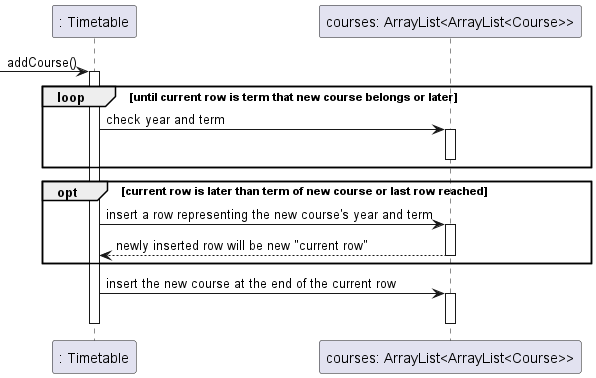 : Timetable
courses: ArrayList<ArrayList<Course>>
addCourse()
loop
[until current row is term that new course belongs or later]
check year and term
opt
[current row is later than term of new course or last row reached]
insert a row representing the new course's year and term
newly inserted row will be new "current row"
insert the new course at the end of the current row
: Timetable
courses: ArrayList<ArrayList<Course>>